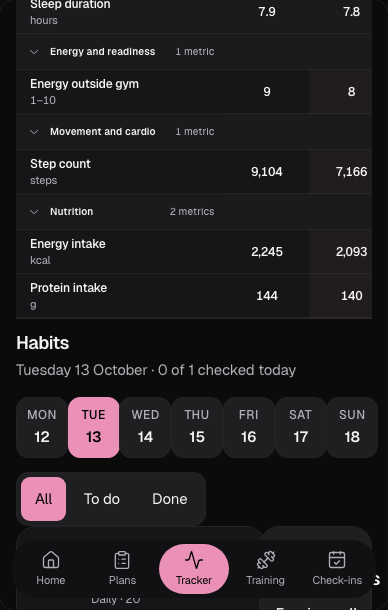 Sleep duration
hours
7.9
7.8
Energy and readiness
1 metric
Energy outside gym
1–10
9
8
Movement and cardio
1 metric
Step count
steps
9,104
7,166
Nutrition
2 metrics
Energy intake
kcal
2,245
2,093
Protein intake
g
144
140
Habits
Tuesday 13 October · 0 of 1 checked today
MON
12
TUE
13
WED
14
THU
15
FRI
16
SAT
17
SUN
18
All
To do
Done
Home
Plans
Tracker
Training
Check-ins
Daily · 20